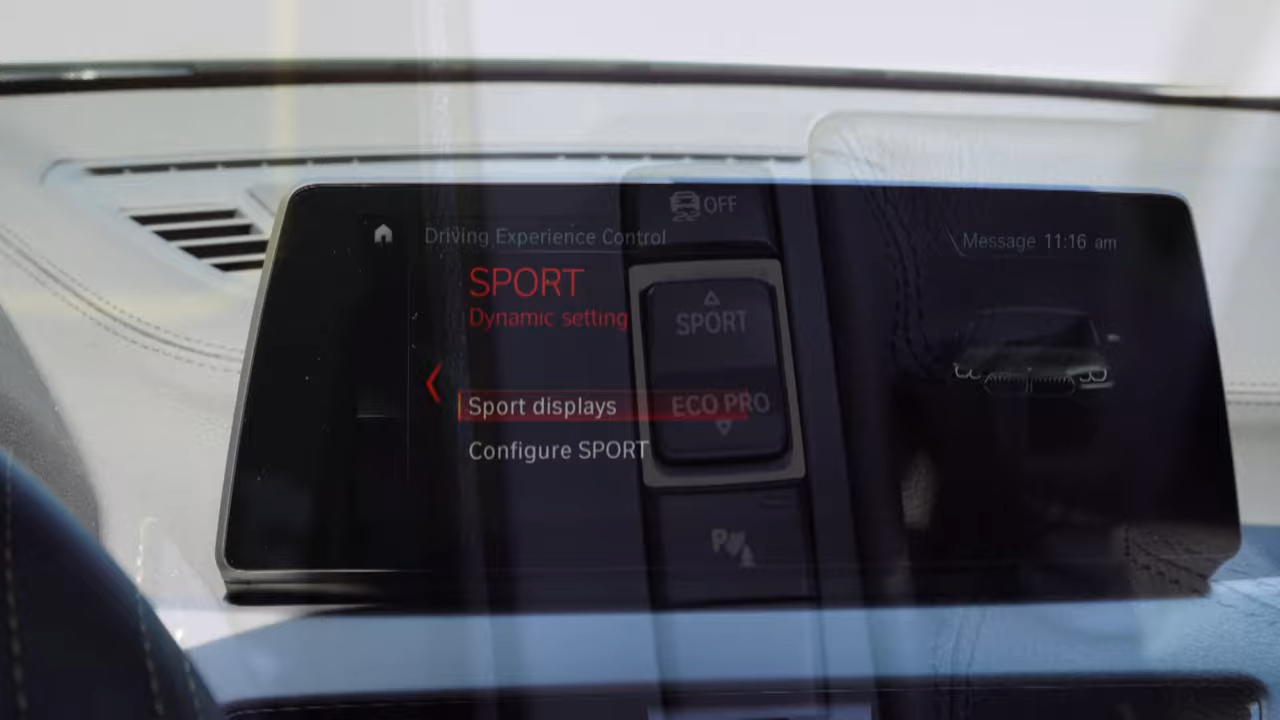 OFF
Driving Experience Control
Message 11:16 am
SPORT
Dynamic setting
SPORT
Sport displays
ECO PRO
Configure SPORT
P